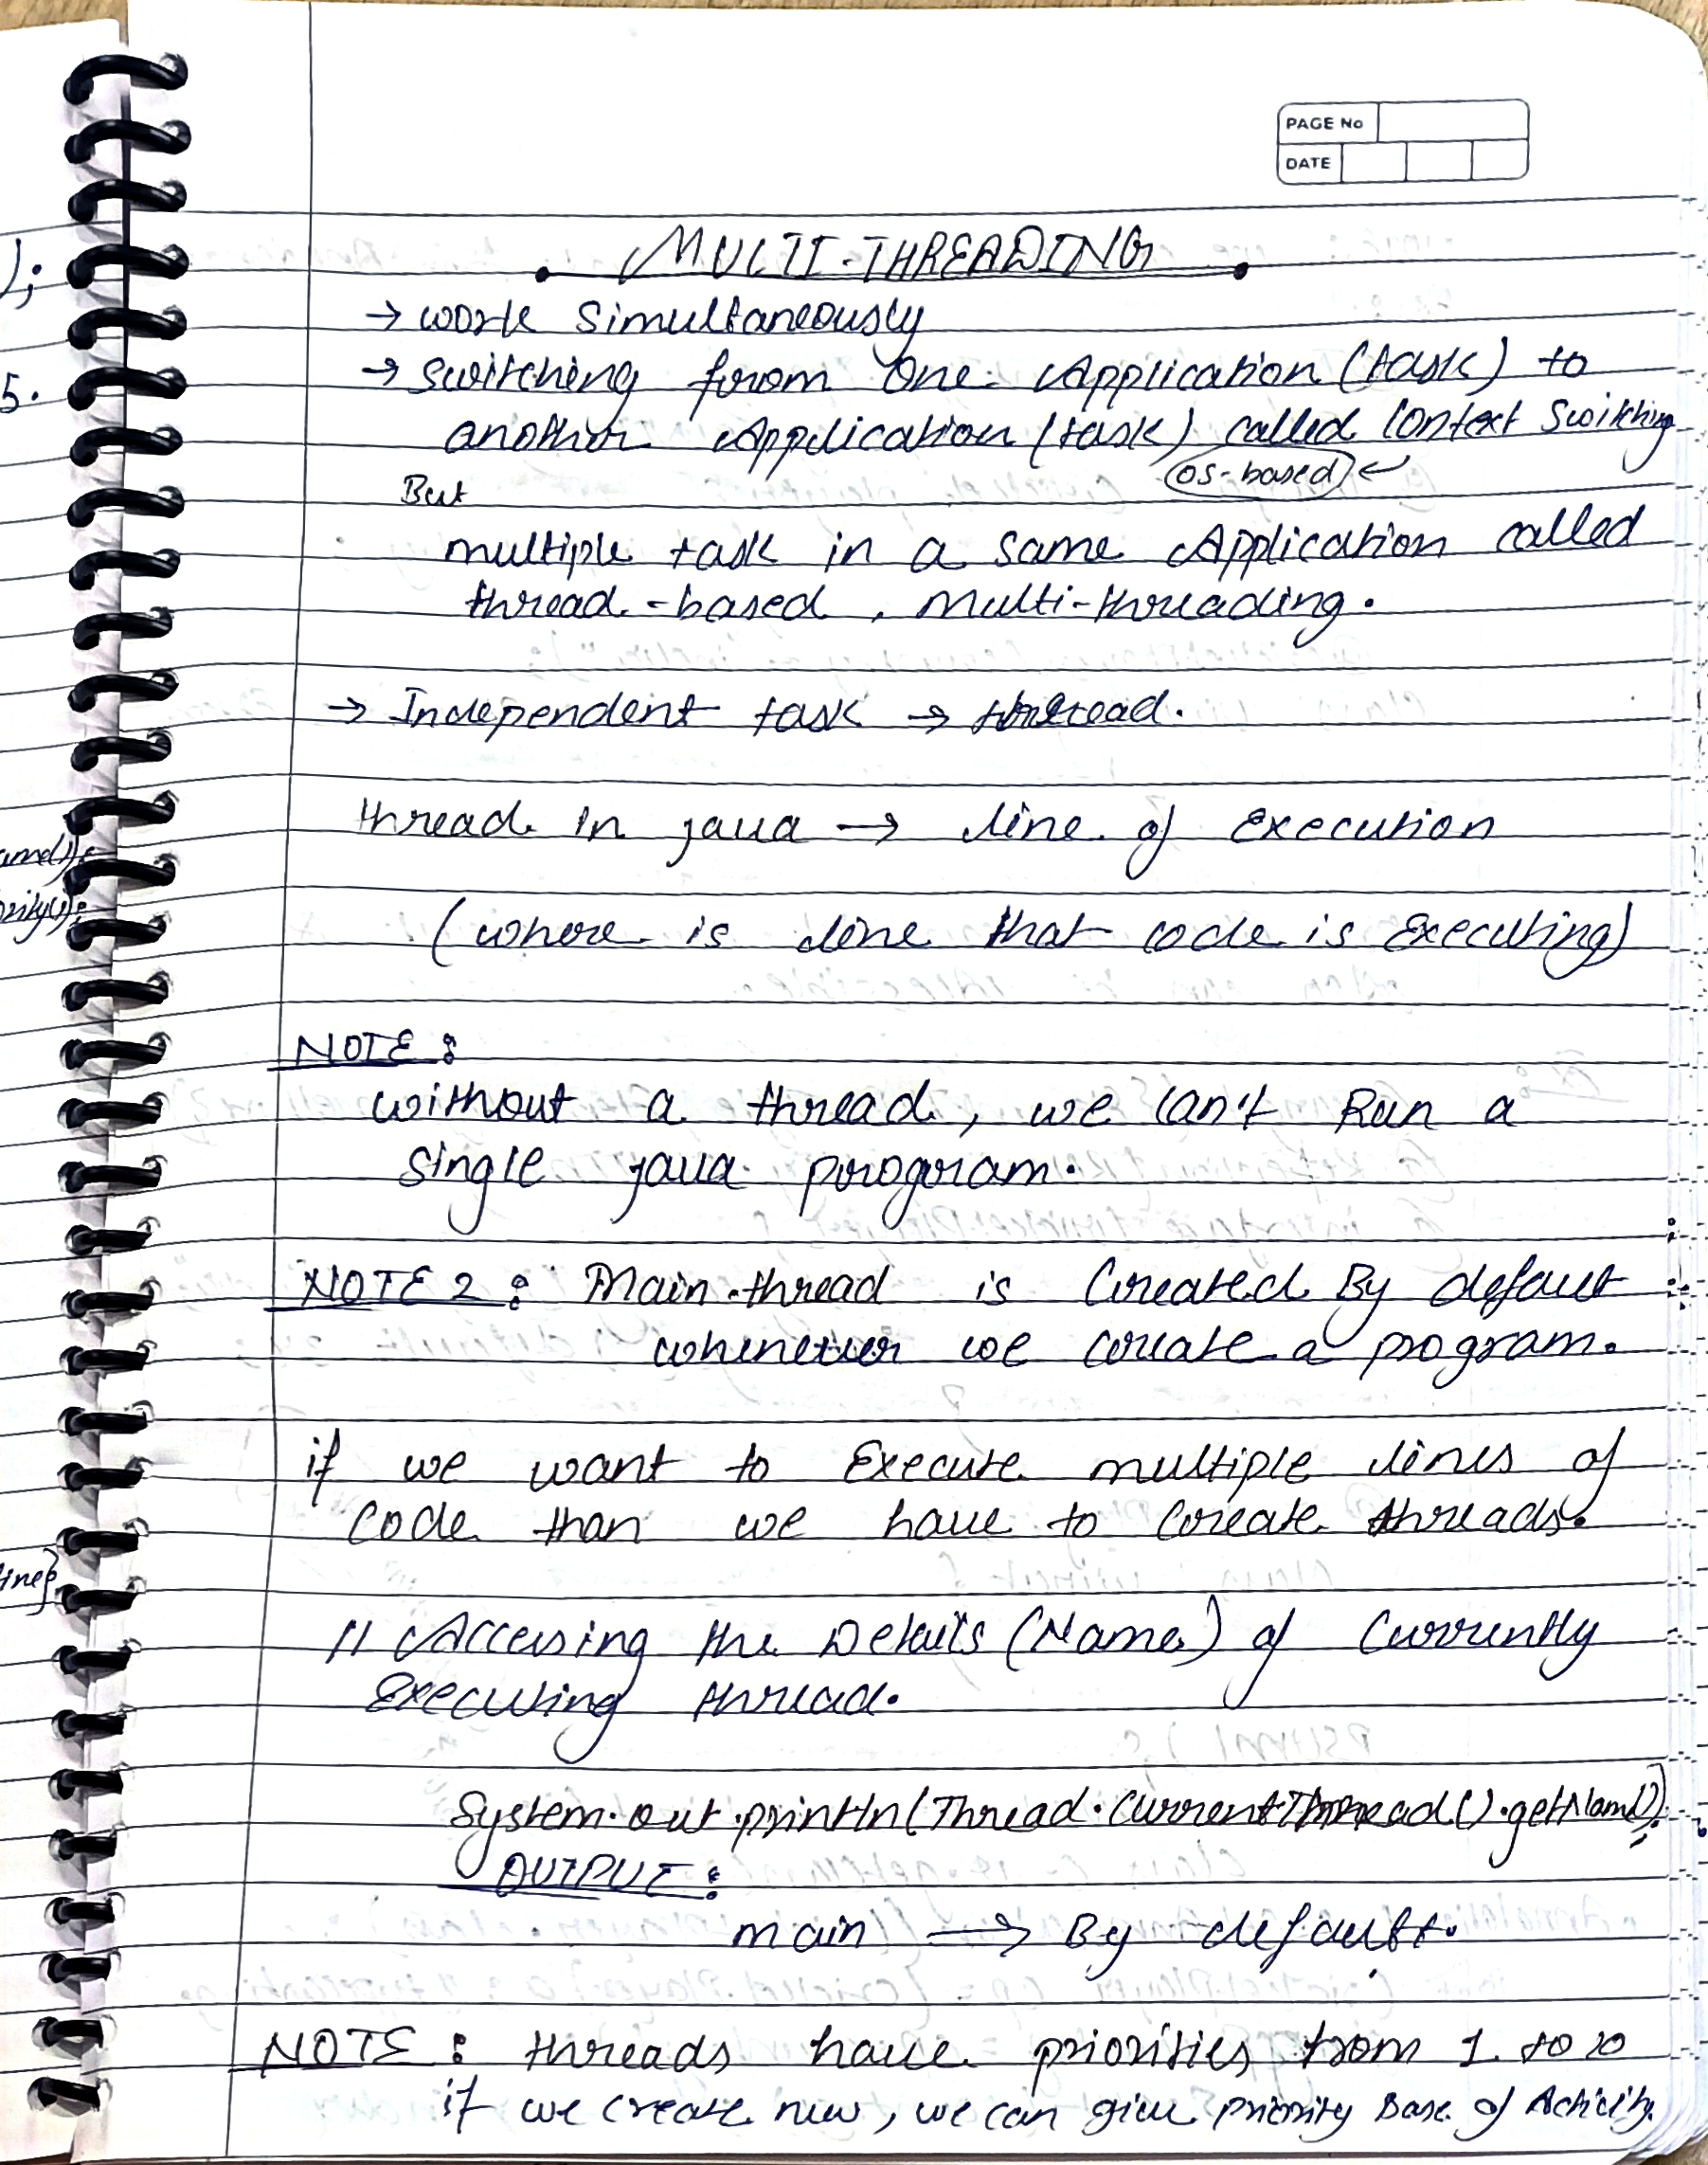 PAGE No
DATE
MULTI-THREADING
→ work simultaneously
→ switching from one Application (task) to
another Application (task) called Context Switching
(OS-based) ←
But
multiple task in a same Application called
thread-based, multi-threading.
→ Independent task → thread.
thread in java → line of execution
(where is line that code is executing)
NOTE:
without a thread, we can't Run a
single java program.
NOTE 2: Main thread is Created By default
whenever we create a program.
if we want to Execute multiple lines of
code than we have to create threads.
// Accessing the Details (Name) of Currently
Executing thread.
System.out.println(Thread.currentThread().getName());
OUTPUT:
main → By default.
NOTE: threads have priorities from 1 to 10
if we create new, we can give priority Base of Activity.
);
5.
ame());
ority());
ine}